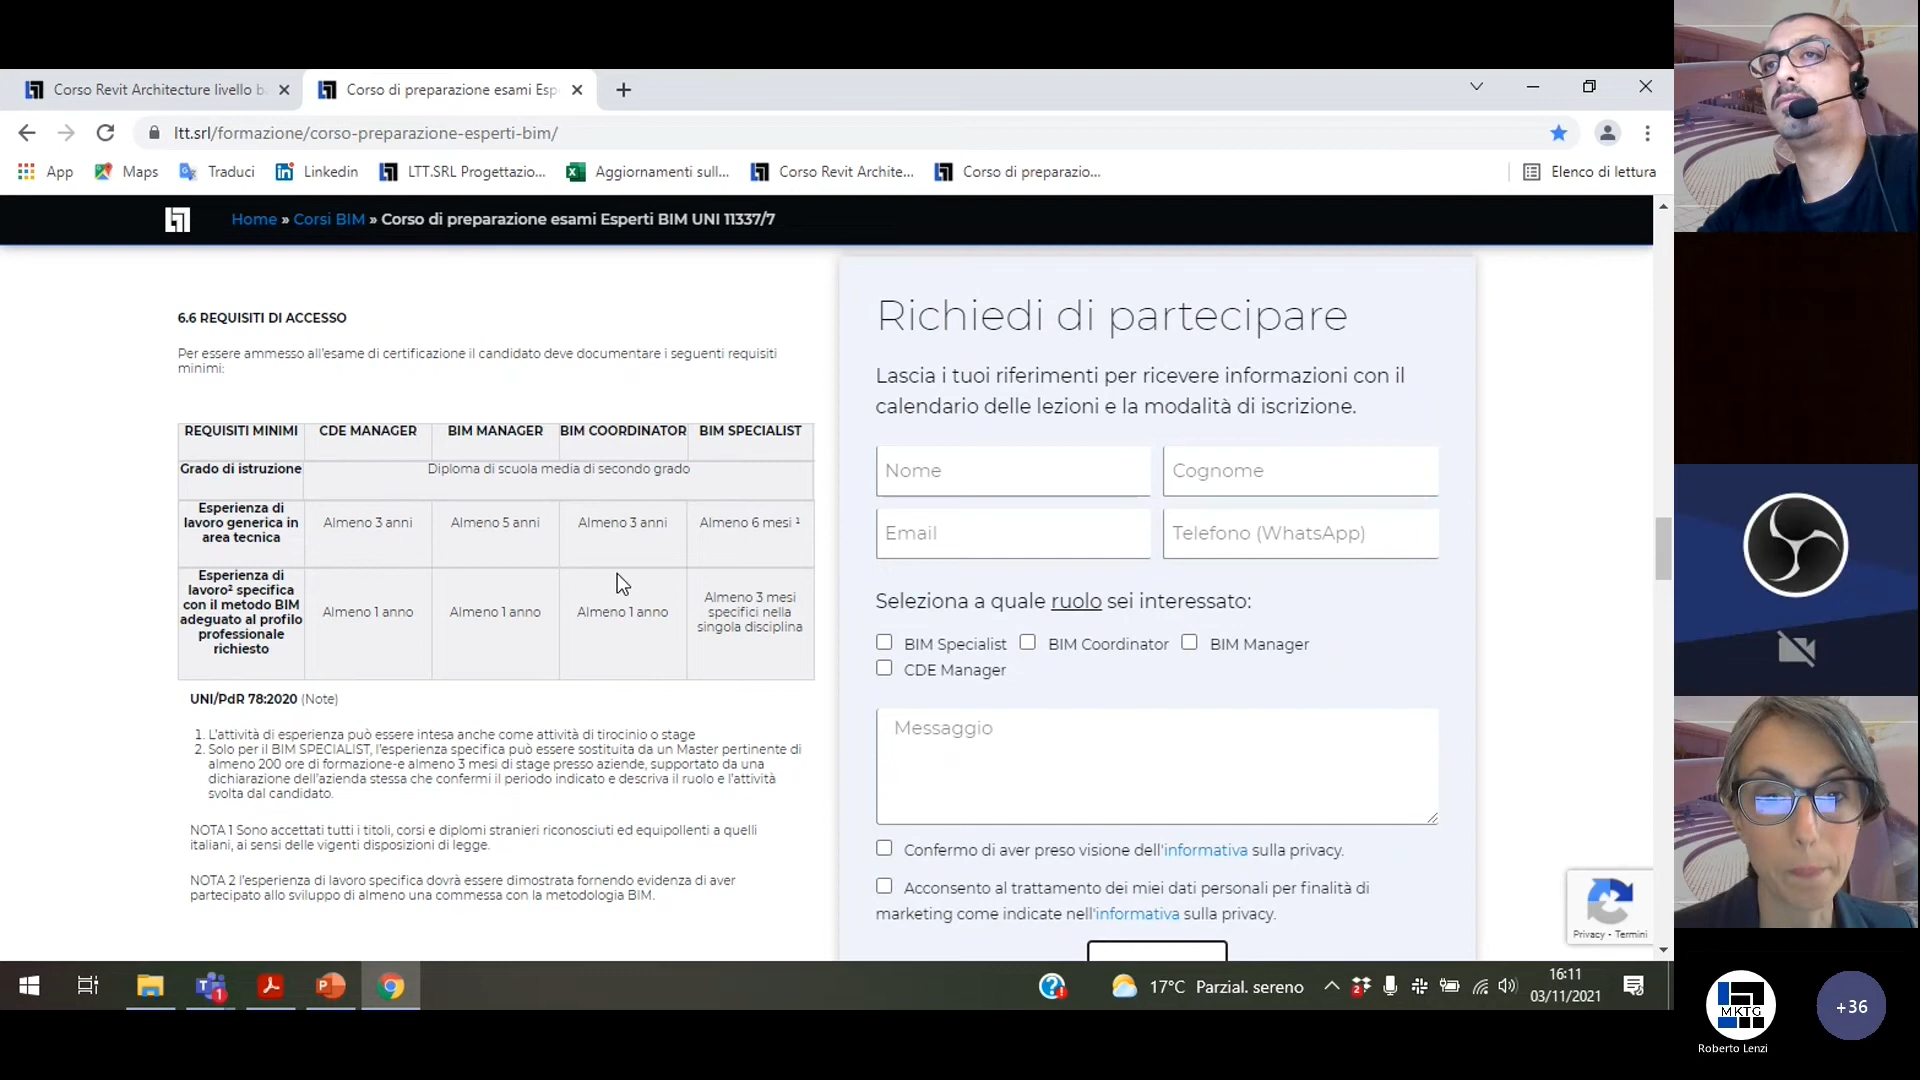 Corso Revit Architecture livello b
Corso di preparazione esami Esp
ltt.srl/formazione/corso-preparazione-esperti-bim/
App
Maps
Traduci
Linkedin
LTT.SRL Progettazio...
Aggiornamenti sull...
Corso Revit Archite...
Corso di preparazio...
Elenco di lettura
Home » Corsi BIM » Corso di preparazione esami Esperti BIM UNI 11337/7
6.6 REQUISITI DI ACCESSO
Per essere ammesso all'esame di certificazione il candidato deve documentare i seguenti requisiti
minimi:
REQUISITI MINIMI CDE MANAGER BIM MANAGER BIM COORDINATOR BIM SPECIALIST
Grado di istruzione Diploma di scuola media di secondo grado
Esperienza di
lavoro generica in
area tecnica
Almeno 3 anni Almeno 5 anni Almeno 3 anni Almeno 6 mesi ¹
Esperienza di
lavoro² specifica
con il metodo BIM
adeguato al profilo
professionale
richiesto
Almeno 1 anno Almeno 1 anno Almeno 1 anno
Almeno 3 mesi
specifici nella
singola disciplina
UNI/PdR 78:2020 (Note)
1. L'attività di esperienza può essere intesa anche come attività di tirocinio o stage
2. Solo per il BIM SPECIALIST, l'esperienza specifica può essere sostituita da un Master pertinente di
almeno 200 ore di formazione-e almeno 3 mesi di stage presso aziende, supportato da una
dichiarazione dell'azienda stessa che confermi il periodo indicato e descriva il ruolo e l'attività
svolta dal candidato.
NOTA 1 Sono accettati tutti i titoli, corsi e diplomi stranieri riconosciuti ed equipollenti a quelli
italiani, ai sensi delle vigenti disposizioni di legge.
NOTA 2 l'esperienza di lavoro specifica dovrà essere dimostrata fornendo evidenza di aver
partecipato allo sviluppo di almeno una commessa con la metodologia BIM.
Richiedi di partecipare
Lascia i tuoi riferimenti per ricevere informazioni con il
calendario delle lezioni e la modalità di iscrizione.
Nome
Cognome
Email
Telefono (WhatsApp)
Seleziona a quale ruolo sei interessato:
BIM Specialist BIM Coordinator BIM Manager
CDE Manager
Messaggio
Confermo di aver preso visione dell'informativa sulla privacy.
Acconsento al trattamento dei miei dati personali per finalità di
marketing come indicate nell'informativa sulla privacy.
Privacy - Termini
17°C Parzial. sereno
16:11
03/11/2021
MKTG
Roberto Lenzi
+36